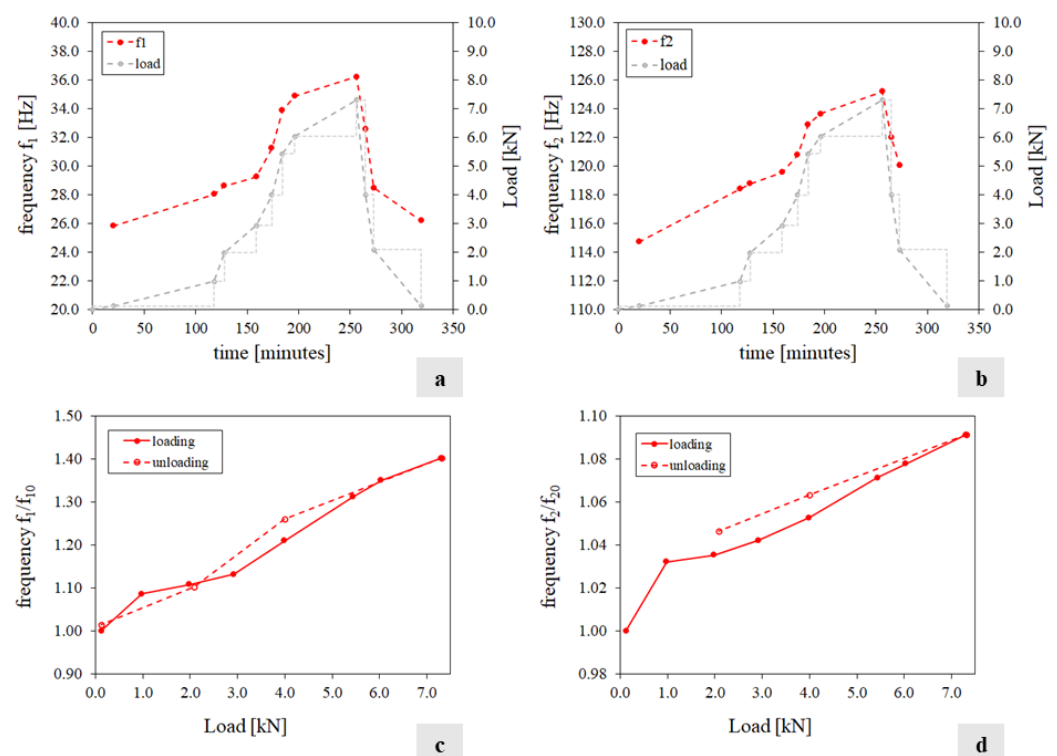 40.0
38.0
36.0
34.0
32.0
30.0
28.0
26.0
24.0
22.0
20.0
frequency f1 [Hz]
f1
load
10.0
9.0
8.0
7.0
6.0
5.0
4.0
3.0
2.0
1.0
0.0
Load [kN]
0 50 100 150 200 250 300 350
time [minutes]
a
130.0
128.0
126.0
124.0
122.0
120.0
118.0
116.0
114.0
112.0
110.0
frequency f2 [Hz]
f2
load
10.0
9.0
8.0
7.0
6.0
5.0
4.0
3.0
2.0
1.0
0.0
Load [kN]
0 50 100 150 200 250 300 350
time [minutes]
b
1.50
1.40
1.30
1.20
1.10
1.00
0.90
frequency f1/f10
loading
unloading
0.0 1.0 2.0 3.0 4.0 5.0 6.0 7.0
Load [kN]
c
1.10
1.08
1.06
1.04
1.02
1.00
0.98
frequency f2/f20
loading
unloading
0.0 1.0 2.0 3.0 4.0 5.0 6.0 7.0
Load [kN]
d